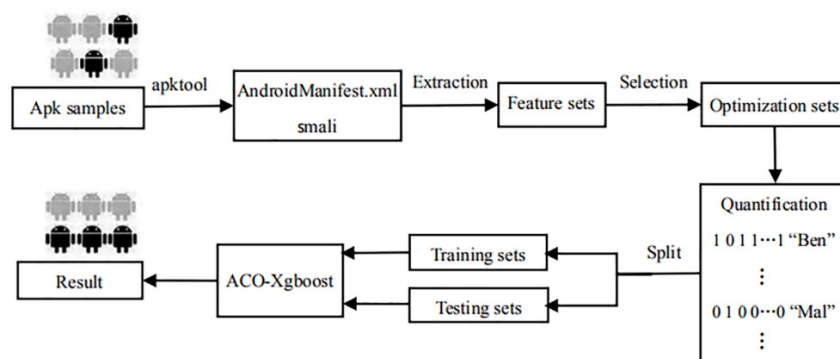 Apk samples
apktool
AndroidManifest.xml
smali
Extraction
Feature sets
Selection
Optimization sets
Quantification
1 0 1 1···1 “Ben”
⋮
0 1 0 0···0 “Mal”
⋮
Split
Training sets
Testing sets
ACO-Xgboost
Result